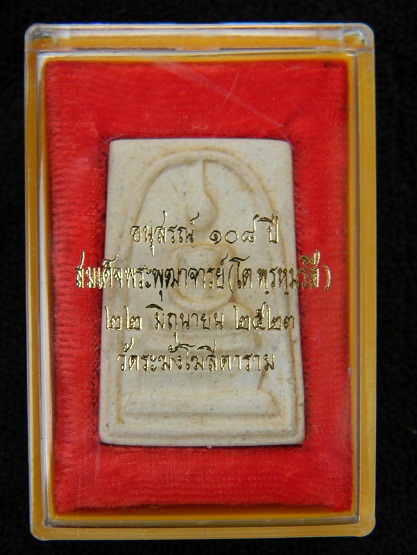 อนุสรณ์ ๑๐๘ ปี
สมเด็จพระพุฒาจารย์(โต พฺรหฺมรํสี)
๒๒ มิถุนายน ๒๕๒๓
วัดระฆังโฆสิตาราม